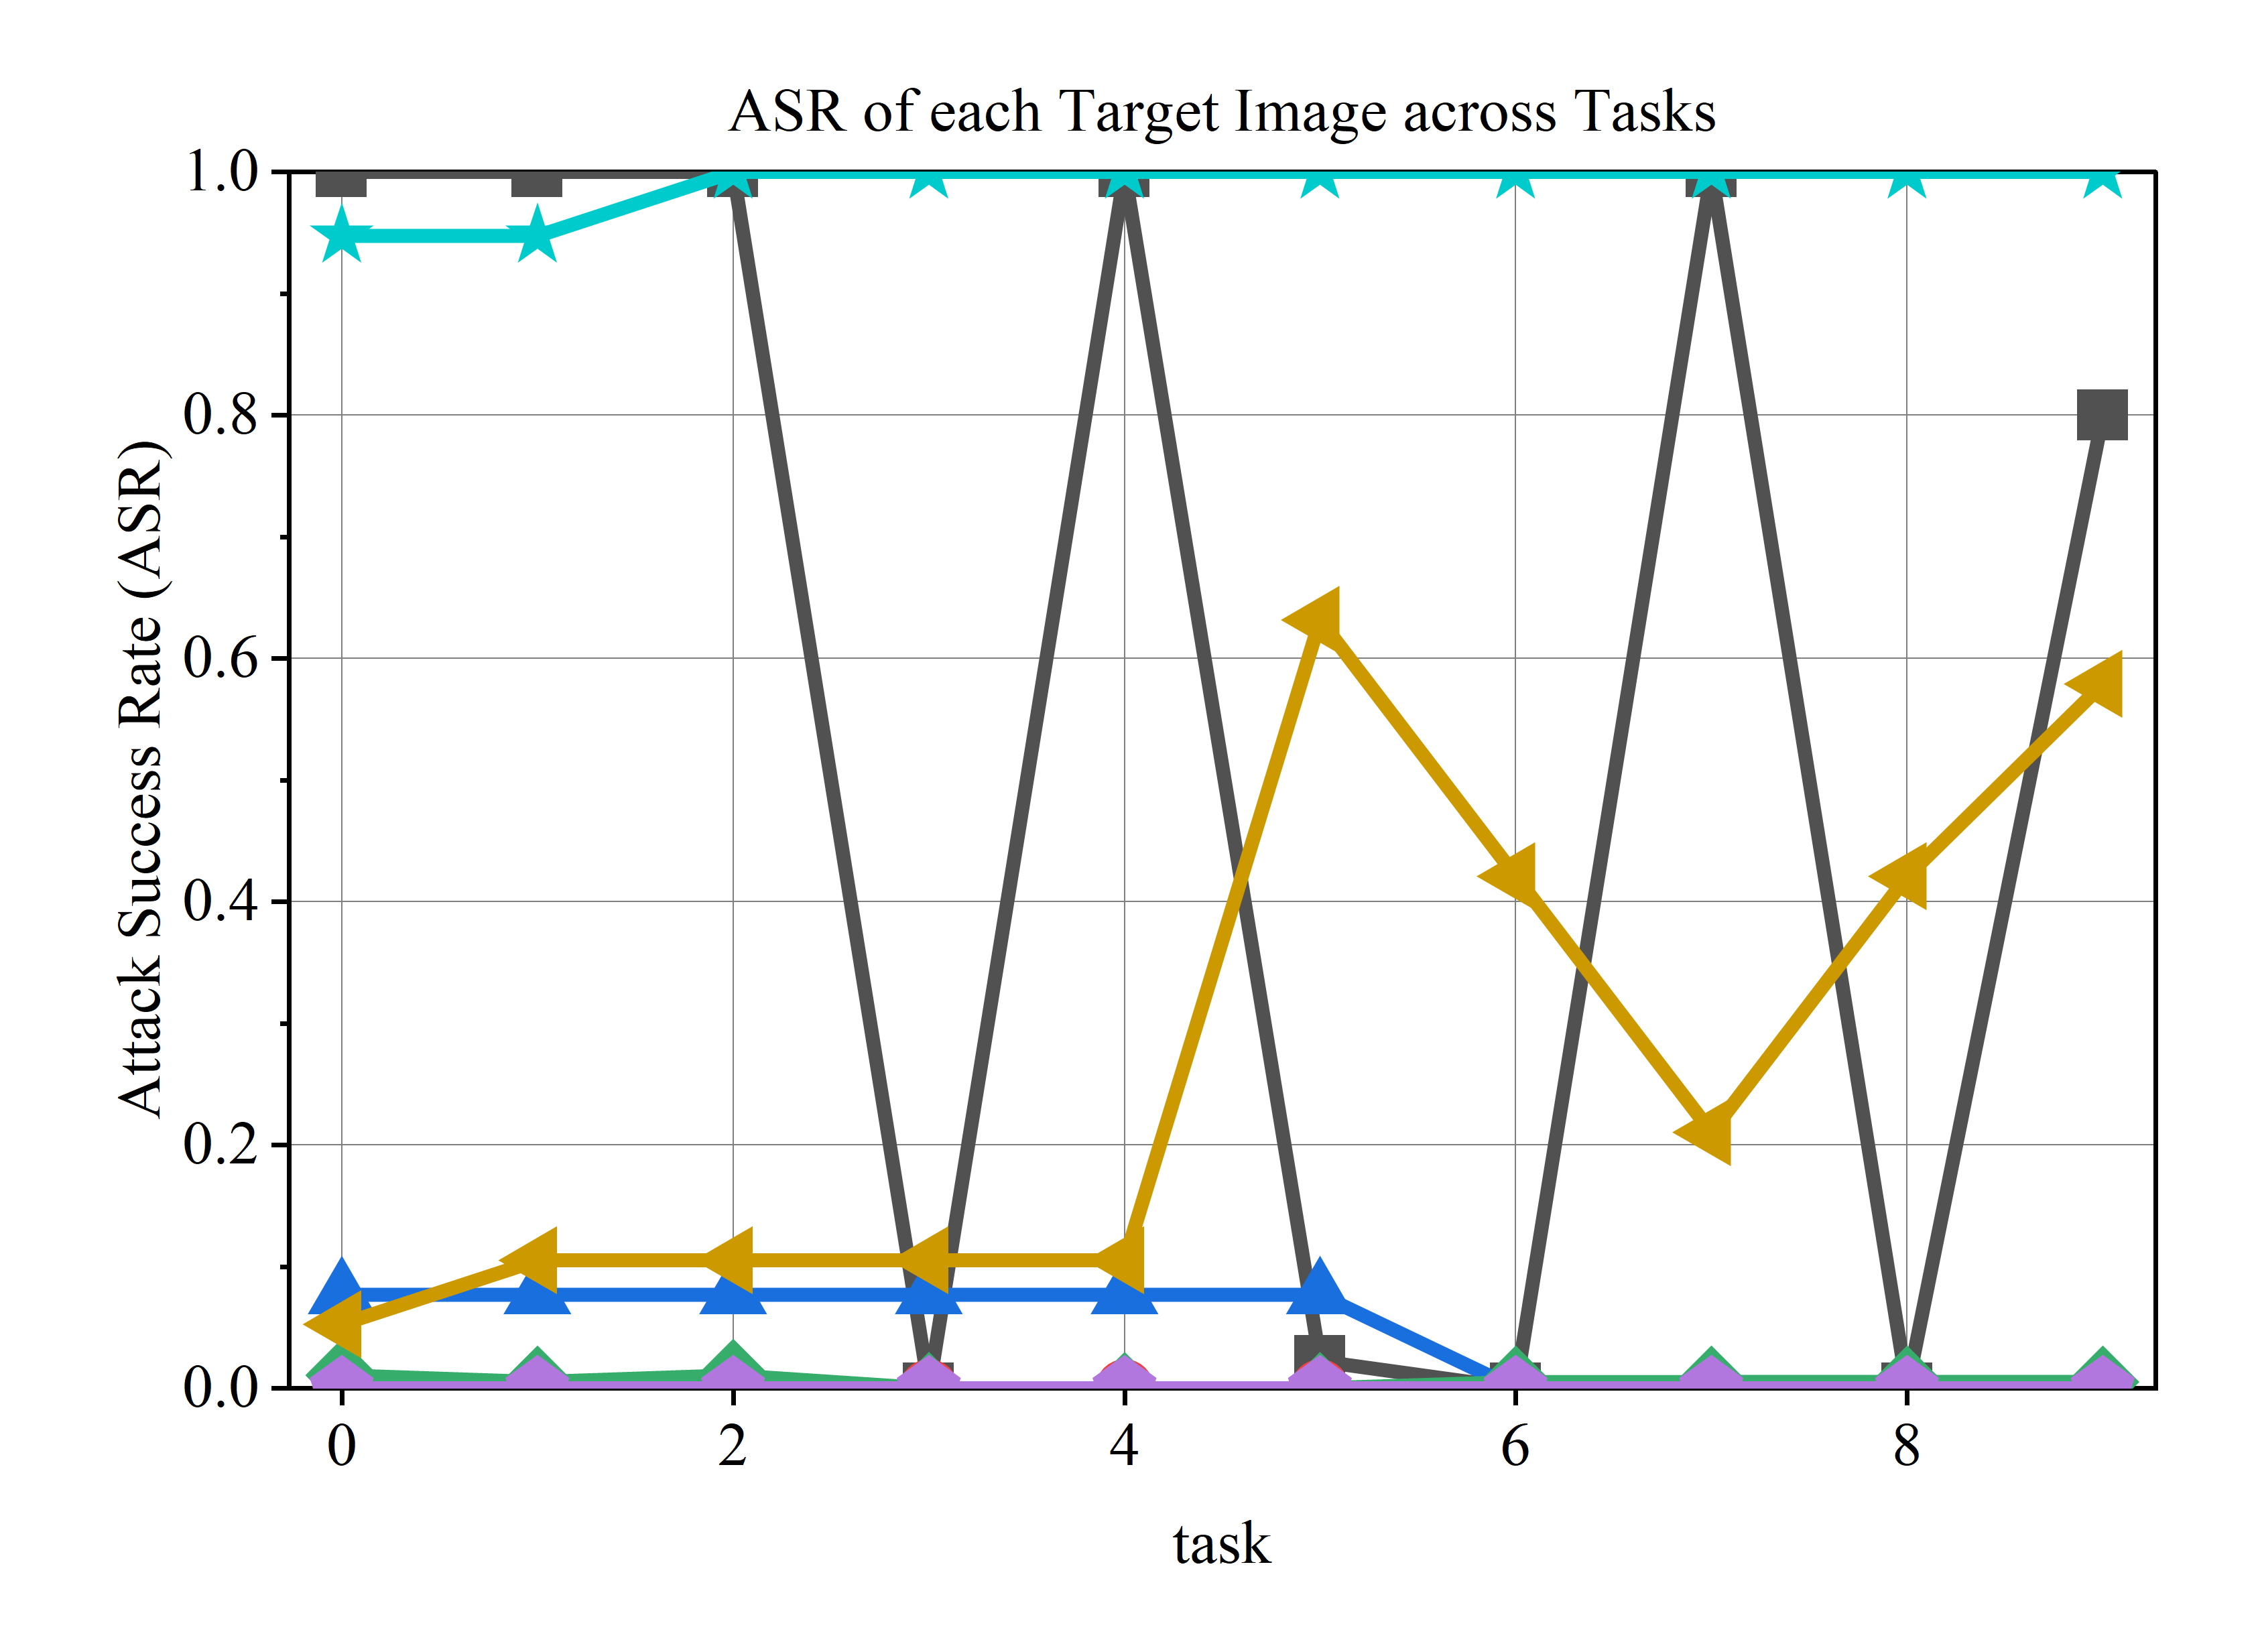 ASR of each Target Image across Tasks
Attack Success Rate (ASR)
1.0
0.8
0.6
0.4
0.2
0.0
0 2 4 6 8
task